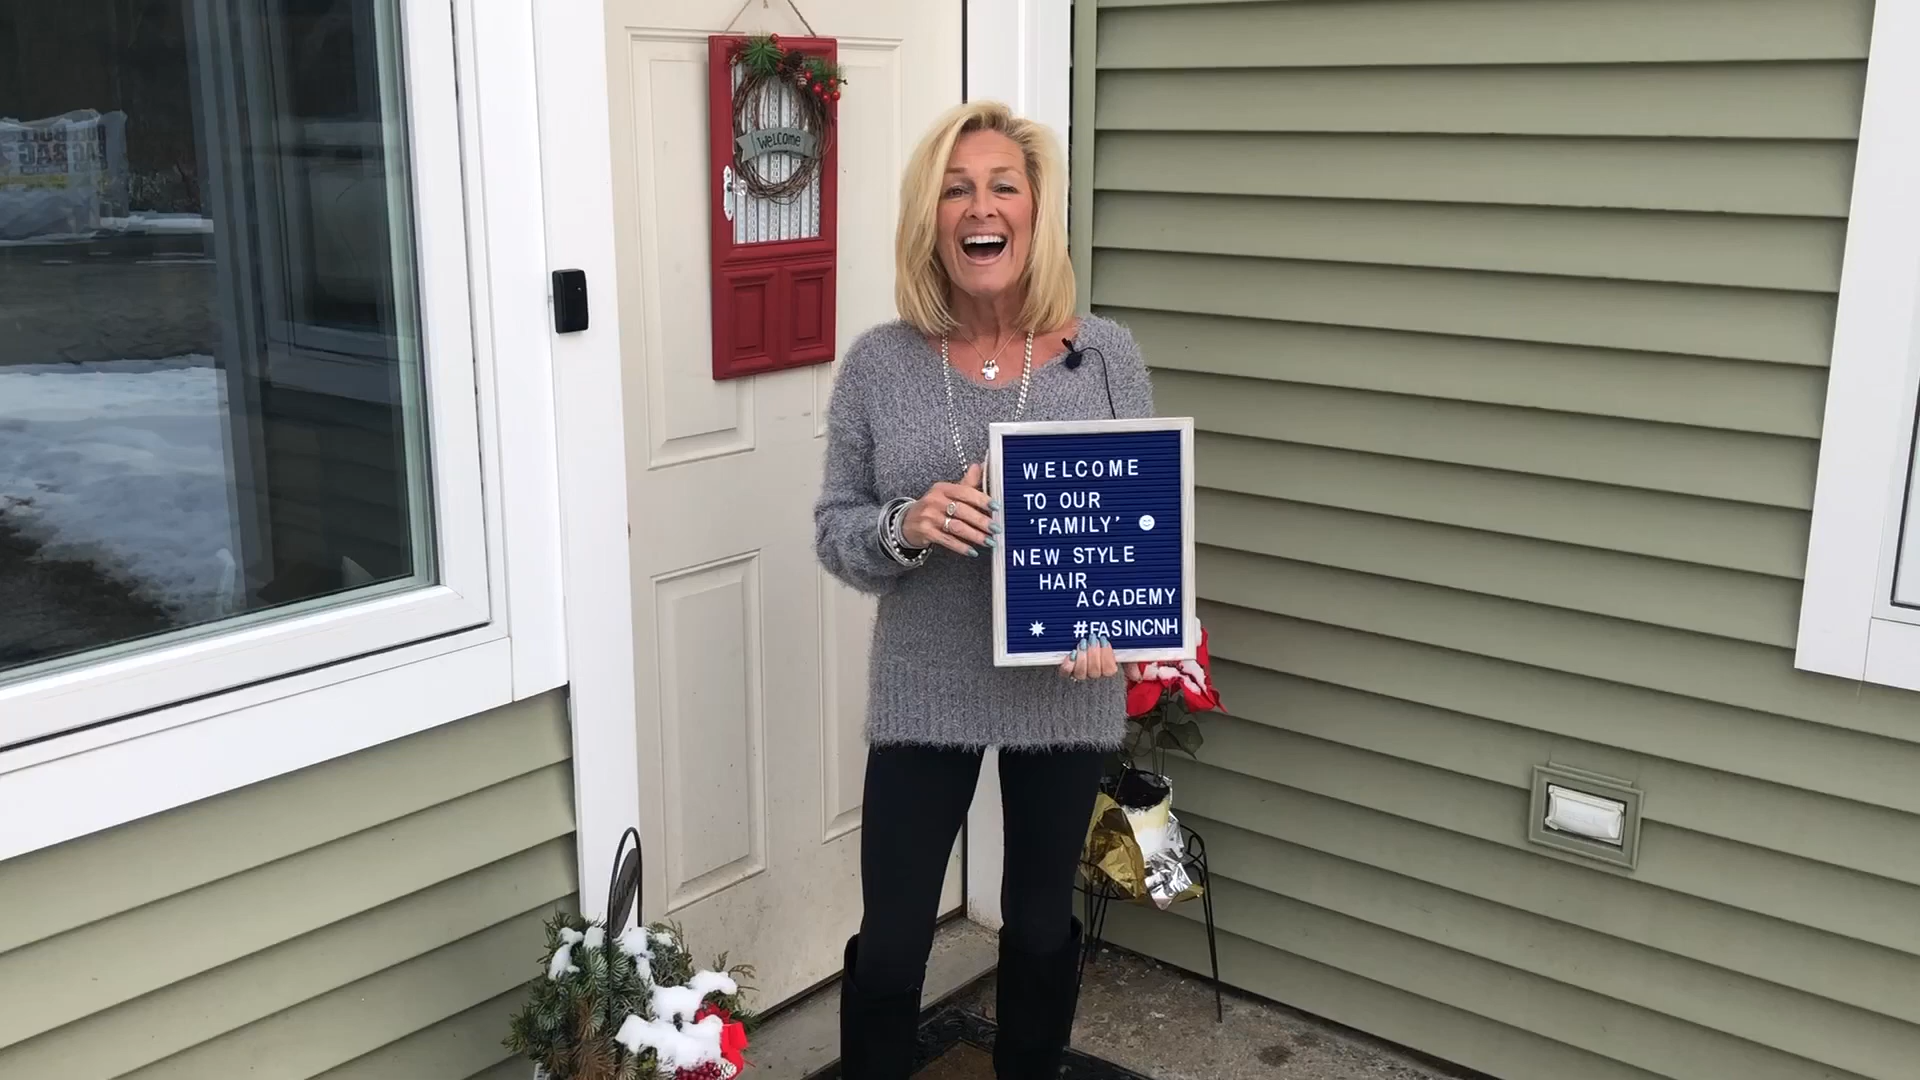 Welcome
WELCOME
TO OUR
'FAMILY'
NEW STYLE
HAIR
ACADEMY
#FASINCNH